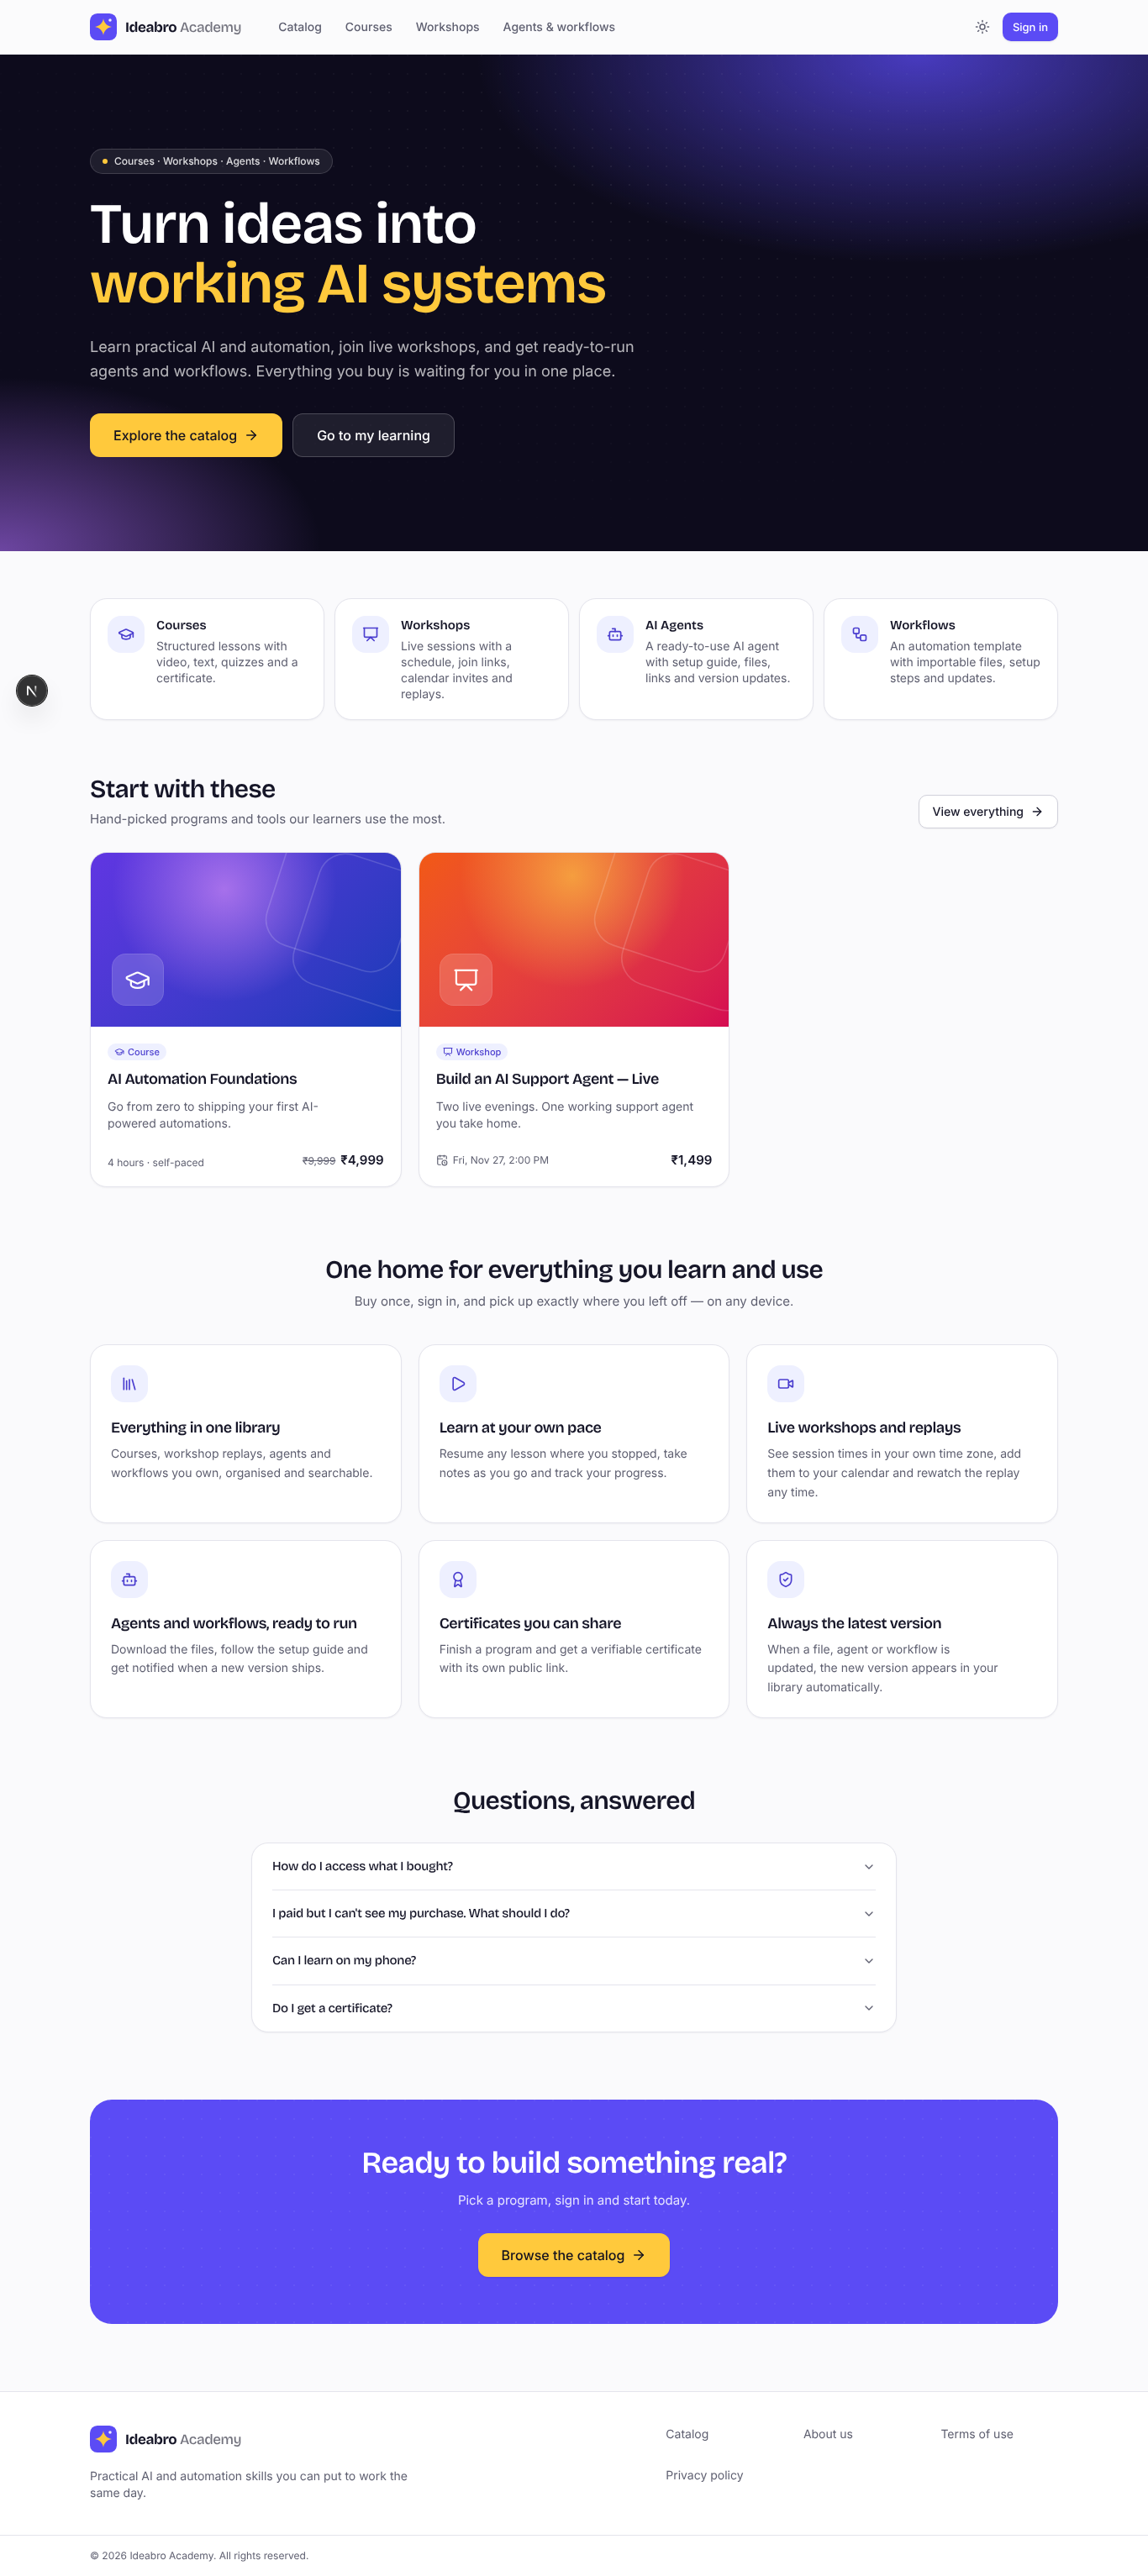 Ideabro Academy
Catalog
Courses
Workshops
Agents & workflows
Sign in
Courses · Workshops · Agents · Workflows
Turn ideas into
working AI systems
Learn practical AI and automation, join live workshops, and get ready-to-run
agents and workflows. Everything you buy is waiting for you in one place.
Explore the catalog
Go to my learning
Courses
Structured lessons with
video, text, quizzes and a
certificate.
Workshops
Live sessions with a
schedule, join links,
calendar invites and
replays.
AI Agents
A ready-to-use AI agent
with setup guide, files,
links and version updates.
Workflows
An automation template
with importable files, setup
steps and updates.
N
Start with these
Hand-picked programs and tools our learners use the most.
View everything
Course
AI Automation Foundations
Go from zero to shipping your first AI-
powered automations.
4 hours · self-paced
₹9,999 ₹4,999
Workshop
Build an AI Support Agent — Live
Two live evenings. One working support agent
you take home.
Fri, Nov 27, 2:00 PM
₹1,499
One home for everything you learn and use
Buy once, sign in, and pick up exactly where you left off — on any device.
Everything in one library
Courses, workshop replays, agents and
workflows you own, organised and searchable.
Learn at your own pace
Resume any lesson where you stopped, take
notes as you go and track your progress.
Live workshops and replays
See session times in your own time zone, add
them to your calendar and rewatch the replay
any time.
Agents and workflows, ready to run
Download the files, follow the setup guide and
get notified when a new version ships.
Certificates you can share
Finish a program and get a verifiable certificate
with its own public link.
Always the latest version
When a file, agent or workflow is
updated, the new version appears in your
library automatically.
Questions, answered
How do I access what I bought?
I paid but I can't see my purchase. What should I do?
Can I learn on my phone?
Do I get a certificate?
Ready to build something real?
Pick a program, sign in and start today.
Browse the catalog
Ideabro Academy
Practical AI and automation skills you can put to work the
same day.
Catalog
About us
Terms of use
Privacy policy
© 2026 Ideabro Academy. All rights reserved.